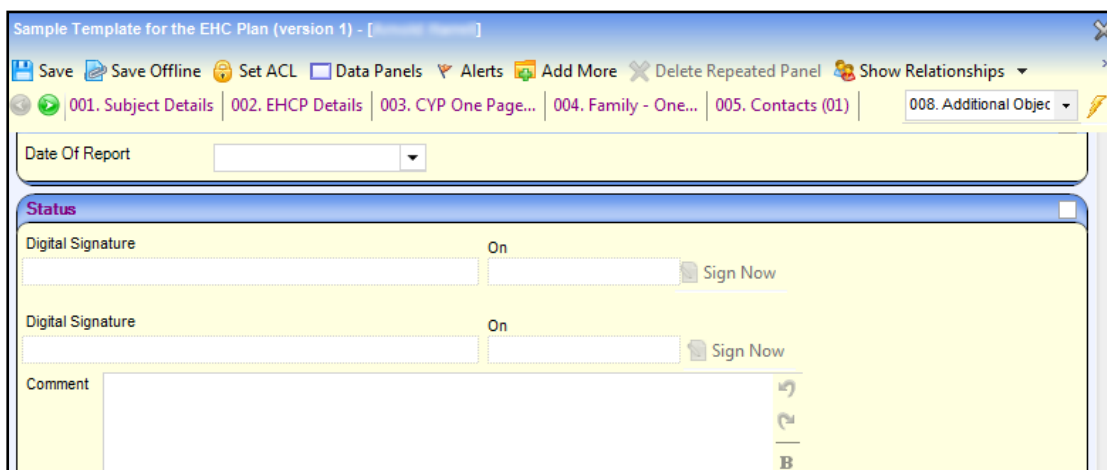 Sample Template for the EHC Plan (version 1) - [ ]
Save Save Offline Set ACL Data Panels Alerts Add More Delete Repeated Panel Show Relationships
001. Subject Details 002. EHCP Details 003. CYP One Page... 004. Family - One... 005. Contacts (01) 008. Additional Objec
Date Of Report
Status
Digital Signature On
Sign Now
Digital Signature On
Sign Now
Comment
B